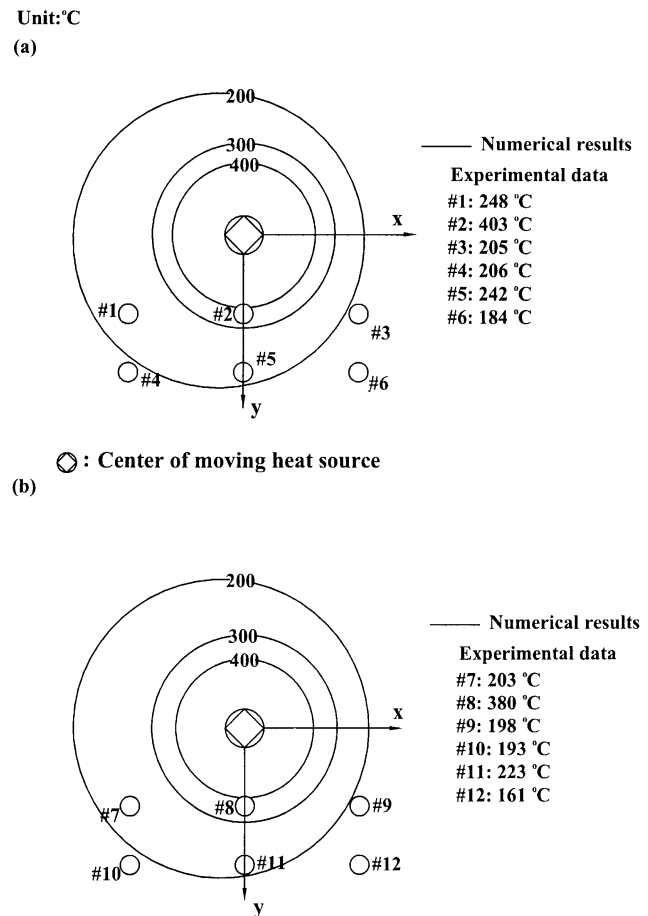 Unit:°C
(a)
200
300
400
x
#1
#2
#3
#4
#5
#6
y
Numerical results
Experimental data
#1: 248 °C
#2: 403 °C
#3: 205 °C
#4: 206 °C
#5: 242 °C
#6: 184 °C
: Center of moving heat source
(b)
200
300
400
x
#7
#8
#9
#10
#11
#12
y
Numerical results
Experimental data
#7: 203 °C
#8: 380 °C
#9: 198 °C
#10: 193 °C
#11: 223 °C
#12: 161 °C